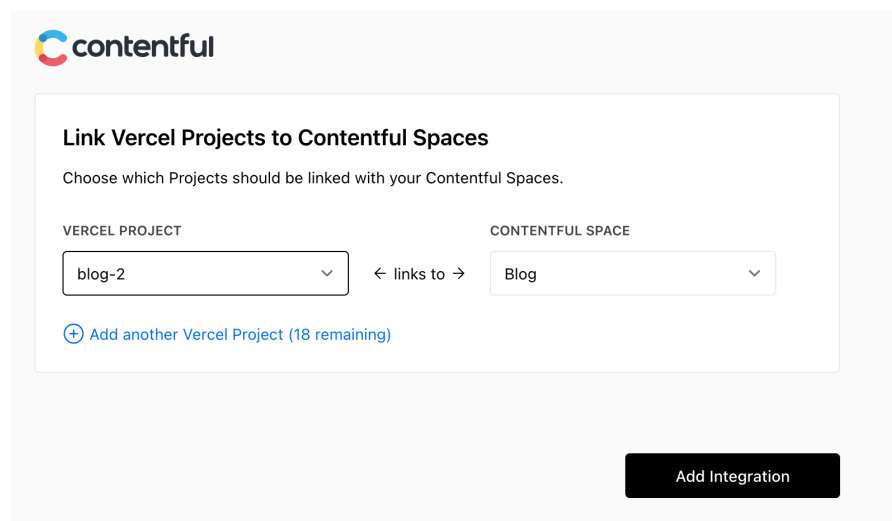 contentful
Link Vercel Projects to Contentful Spaces
Choose which Projects should be linked with your Contentful Spaces.
VERCEL PROJECT
CONTENTFUL SPACE
blog-2
← links to →
Blog
Add another Vercel Project (18 remaining)
Add Integration